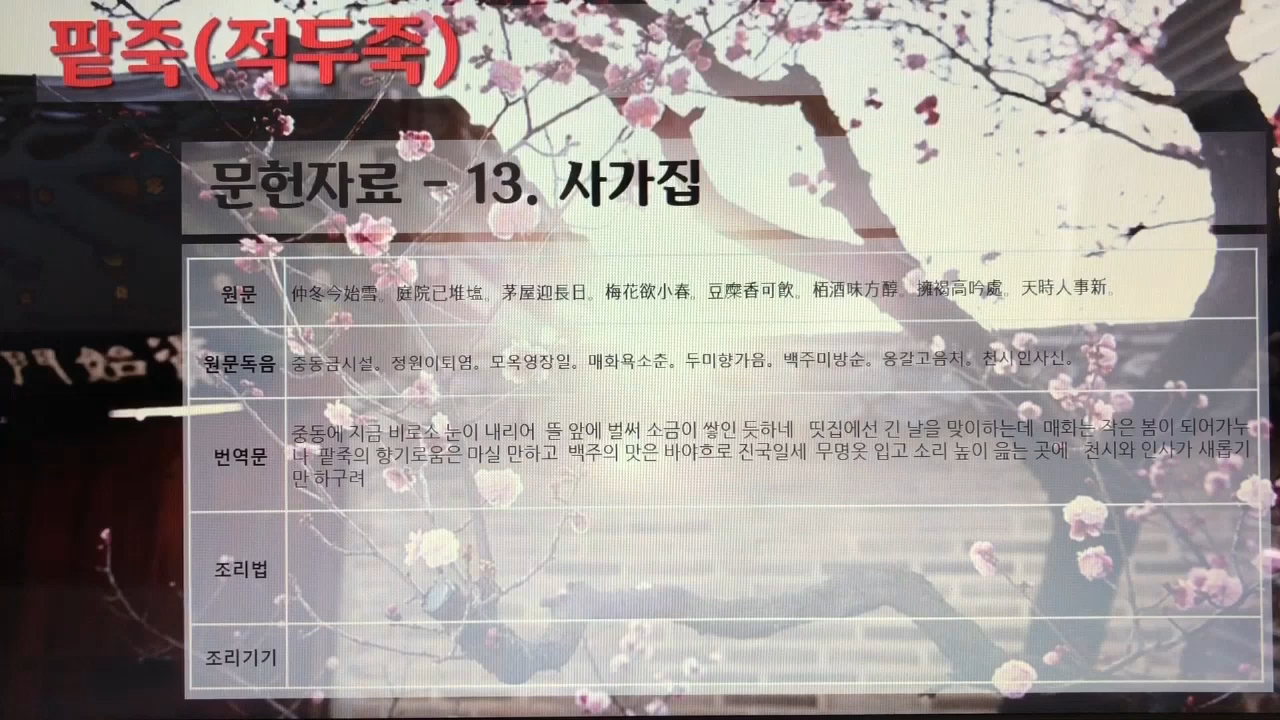 팥죽(적두죽)
문헌자료 - 13. 사가집
원문 仲冬今始雪。庭院已堆塩。茅屋迎長日。梅花欲小春。豆糜香可飮。栢酒味方醇。擁褐高吟處。天時人事新。
원문독음 중동금시설。정원이퇴염。모옥영장일。매화욕소춘。두미향가음。백주미방순。옹갈고음처。천시인사신。
번역문 중동에 지금 비로소 눈이 내리어 뜰 앞에 벌써 소금이 쌓인 듯하네 띳집에선 긴 날을 맞이하는데 매화는 작은 봄이 되어가누
나 팥죽의 향기로움은 마실 만하고 백주의 맛은 바야흐로 진국일세 무명옷 입고 소리 높이 읊는 곳에 천시와 인사가 새롭기
만 하구려
조리법
조리기기
門始